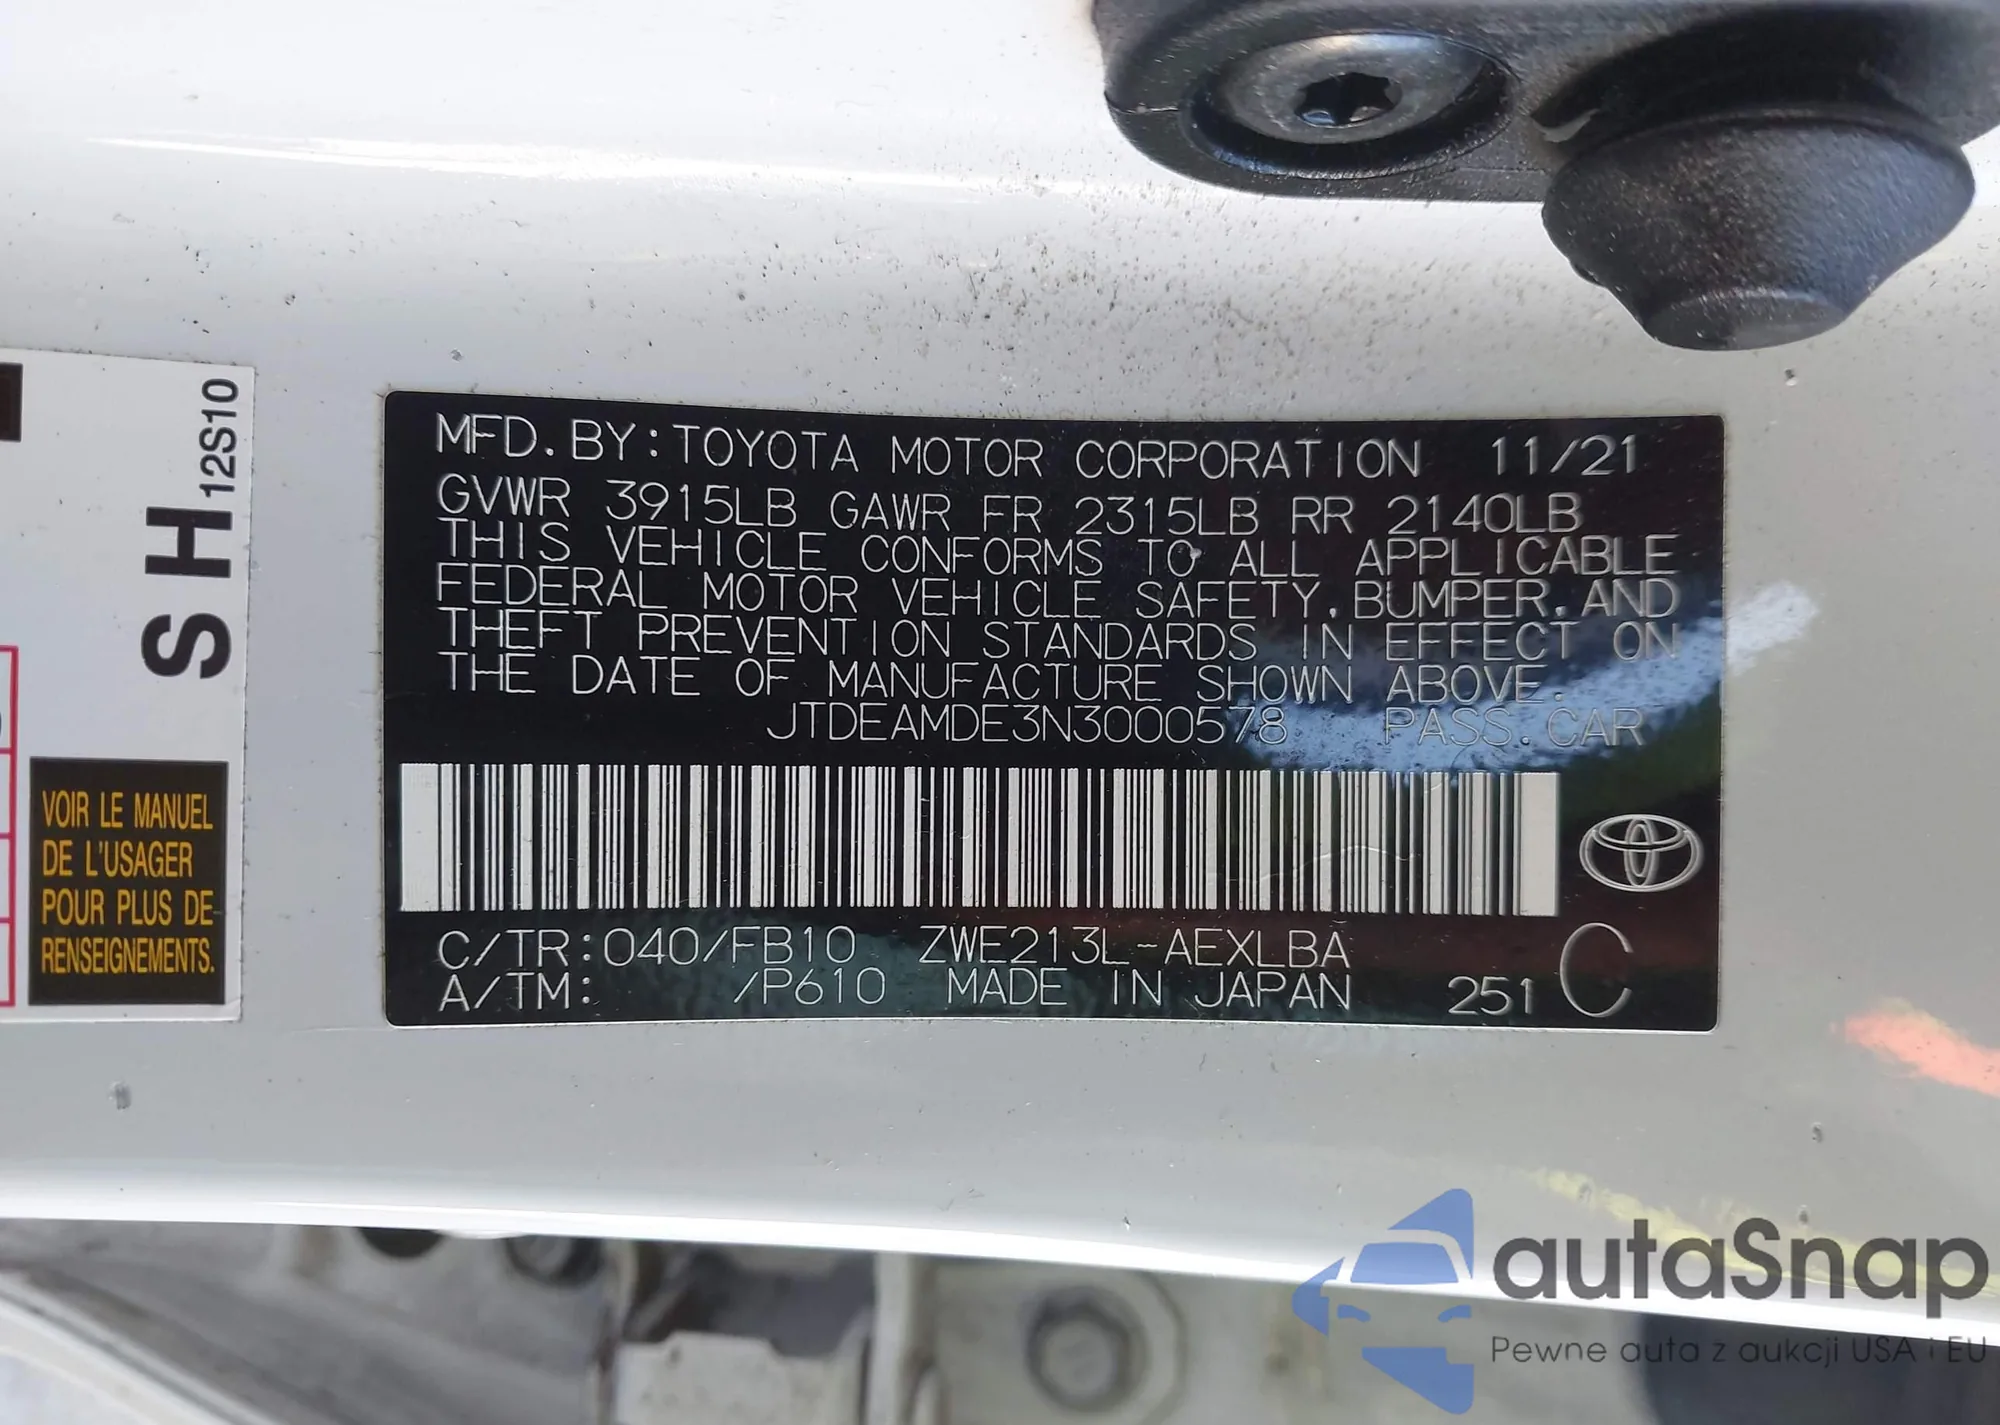 S H 12S10
VOIR LE MANUEL
DE L'USAGER
POUR PLUS DE
RENSEIGNEMENTS.
MFD. BY: TOYOTA MOTOR CORPORATION 11/21
GVWR 3915LB GAWR FR 2315LB RR 2140LB
THIS VEHICLE CONFORMS TO ALL APPLICABLE
FEDERAL MOTOR VEHICLE SAFETY, BUMPER, AND
THEFT PREVENTION STANDARDS IN EFFECT ON
THE DATE OF MANUFACTURE SHOWN ABOVE.
JTDEAMDE3N3000578 PASS. CAR
C/TR: 040/FB10 ZWE213L-AEXLBA
A/TM: /P610 MADE IN JAPAN 251 C
autaSnap
Pewne auta z aukcji USA i EU